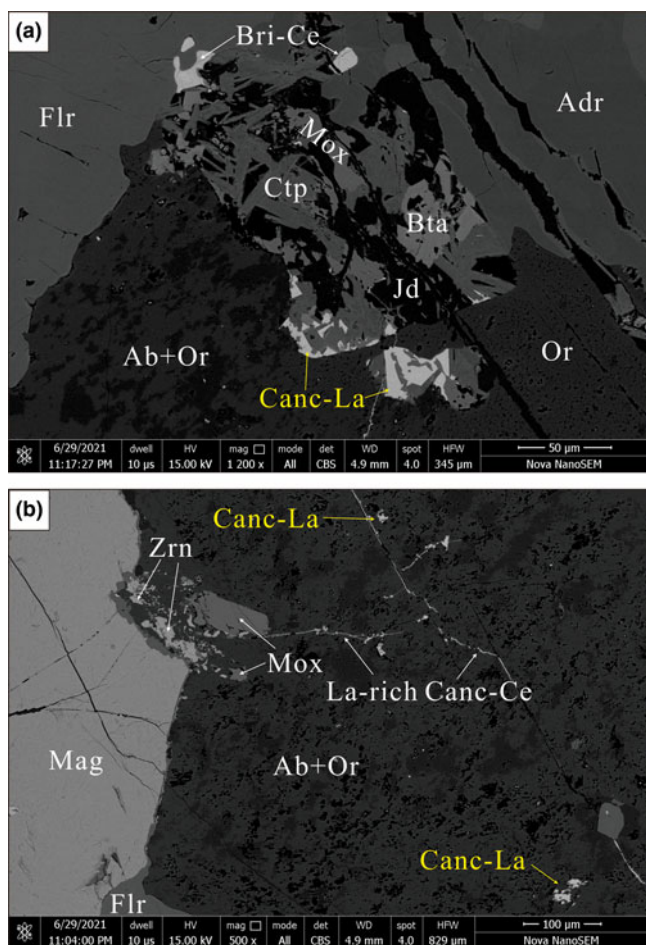 (a)
Bri-Ce
Flr
Adr
Mox
Ctp
Bta
Jd
Ab+Or
Or
Canc-La
6/29/2021 dwell HV mag □ mode det WD spot HFW 50 µm
11:17:27 PM 10 µs 15.00 kV 1 200 x All CBS 4.9 mm 4.0 345 µm Nova NanoSEM
(b)
Canc-La
Zrn
Mox
La-rich Canc-Ce
Mag
Ab+Or
Canc-La
Flr
6/29/2021 dwell HV mag □ mode det WD spot HFW 100 µm
11:04:00 PM 10 µs 15.00 kV 500 x All CBS 4.9 mm 4.0 829 µm Nova NanoSEM